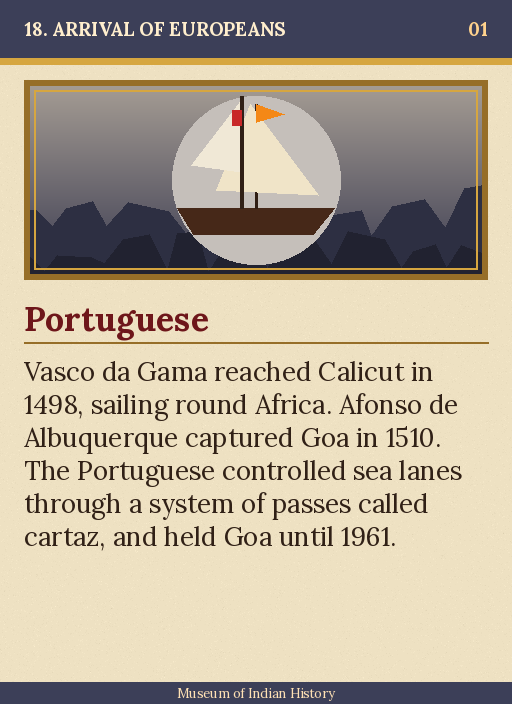 18. ARRIVAL OF EUROPEANS
01
Portuguese
Vasco da Gama reached Calicut in
1498, sailing round Africa. Afonso de
Albuquerque captured Goa in 1510.
The Portuguese controlled sea lanes
through a system of passes called
cartaz, and held Goa until 1961.
Museum of Indian History